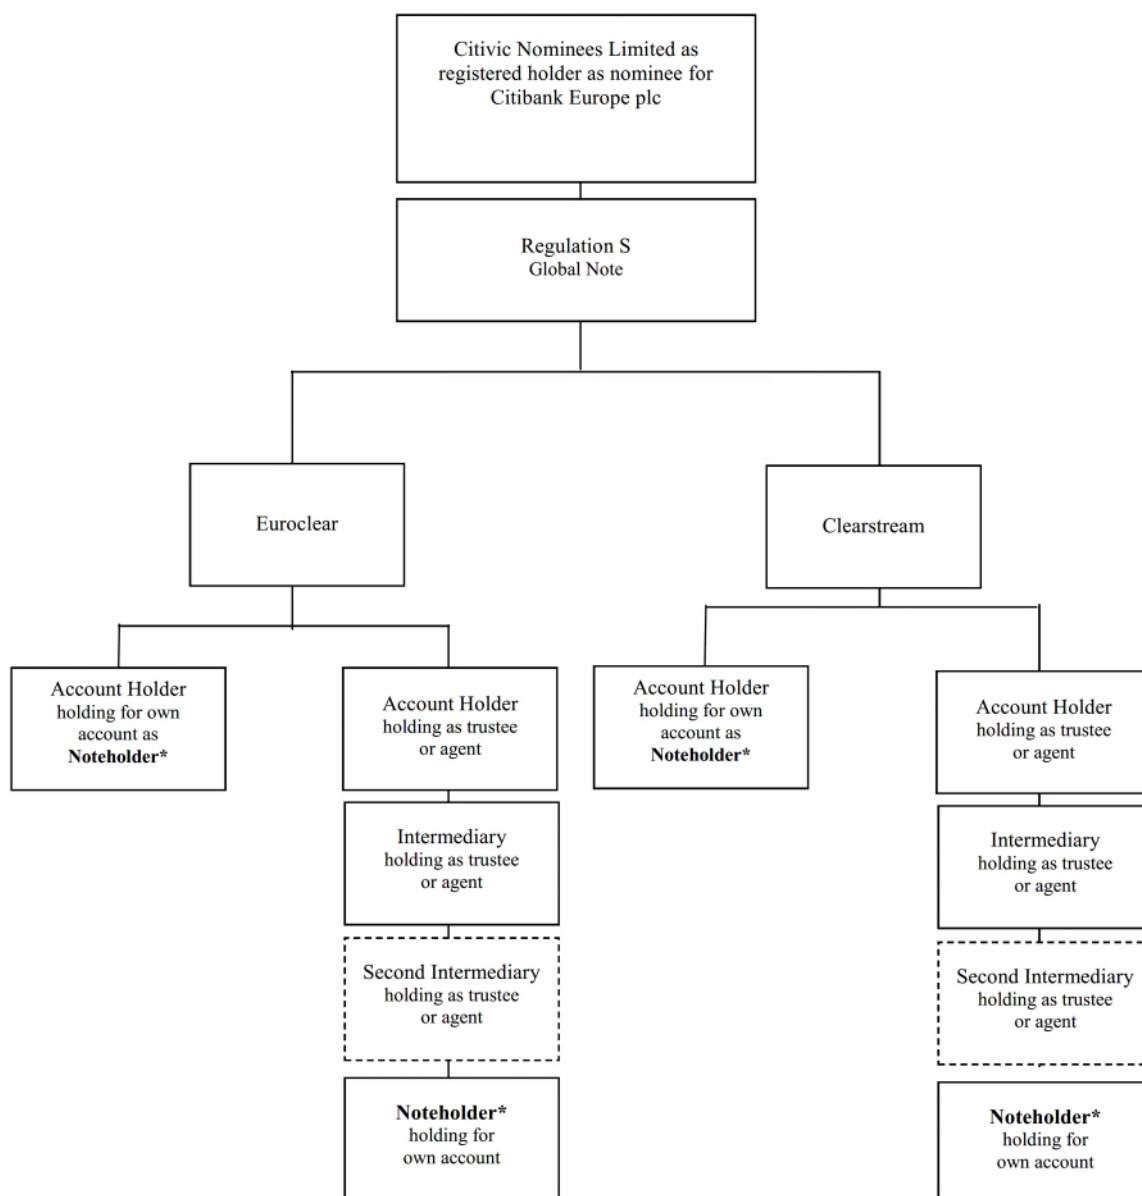 Citivic Nominees Limited as
registered holder as nominee for
Citibank Europe plc
Regulation S
Global Note
Euroclear
Clearstream
Account Holder
holding for own
account as
Noteholder*
Account Holder
holding as trustee
or agent
Intermediary
holding as trustee
or agent
Second Intermediary
holding as trustee
or agent
Noteholder*
holding for
own account
Account Holder
holding for own
account as
Noteholder*
Account Holder
holding as trustee
or agent
Intermediary
holding as trustee
or agent
Second Intermediary
holding as trustee
or agent
Noteholder*
holding for
own account